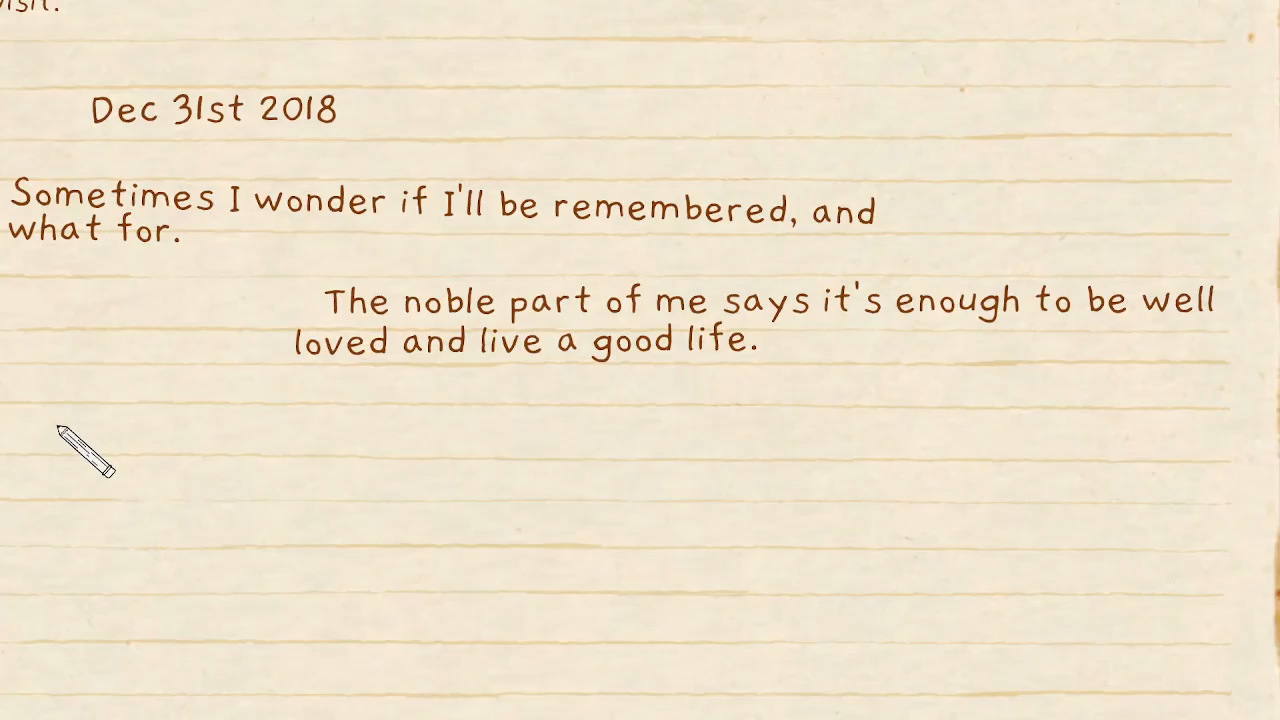 Dec 31st 2018
Sometimes I wonder if I'll be remembered, and
what for.
The noble part of me says it's enough to be well
loved and live a good life.